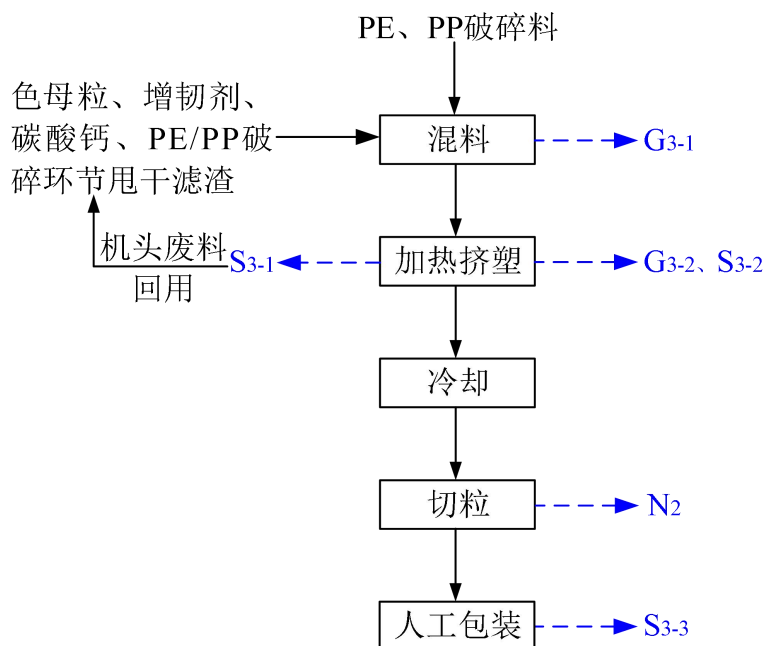 PE、PP破碎料
色母粒、增韧剂、
碳酸钙、PE/PP破
碎环节甩干滤渣
混料
G3-1
机头废料
回用
S3-1
加热挤塑
G3-2、S3-2
冷却
切粒
N2
人工包装
S3-3